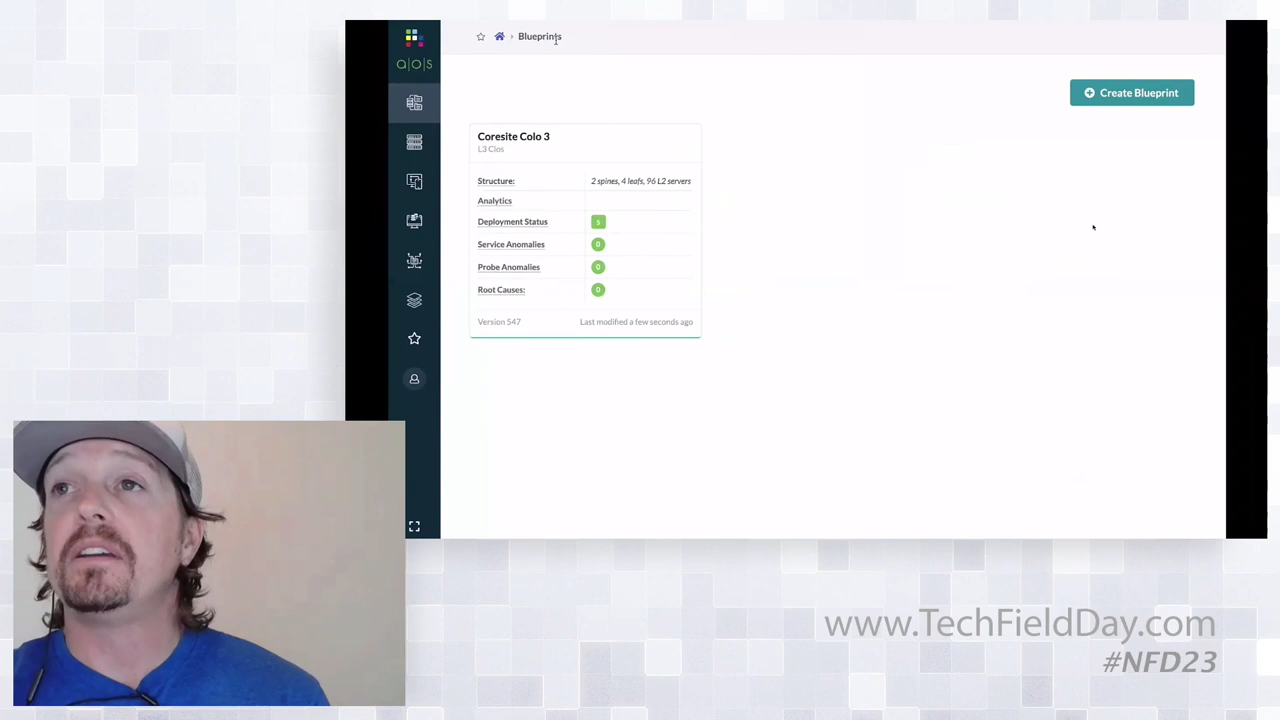 Blueprints
a|o|s
Create Blueprint
Coresite Colo 3
L3 Clos
Structure: 2 spines, 4 leafs, 96 L2 servers
Analytics
Deployment Status 5
Service Anomalies 0
Probe Anomalies 0
Root Causes: 0
Version 547 Last modified a few seconds ago
www.TechFieldDay.com
#NFD23